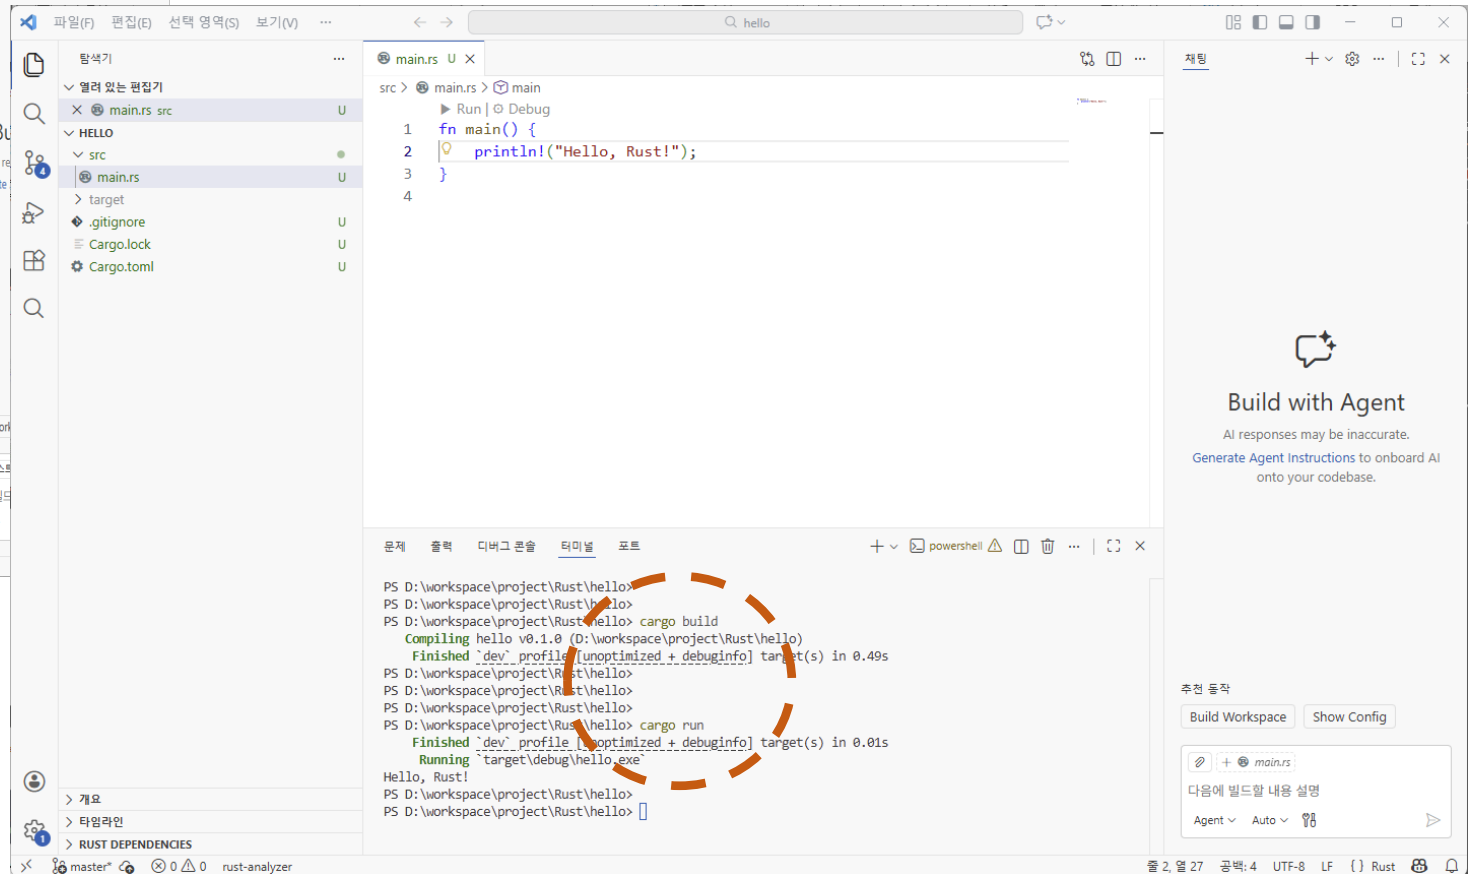 파일(F) 편집(E) 선택 영역(S) 보기(V) ···
hello
탐색기
열려 있는 편집기
main.rs src U
HELLO
src
main.rs U
target
.gitignore U
Cargo.lock U
Cargo.toml U
개요
타임라인
RUST DEPENDENCIES
main.rs U
src > main.rs > main
Run | Debug
1 fn main() {
2 println!("Hello, Rust!");
3 }
4
문제 출력 디버그 콘솔 터미널 포트
powershell
PS D:\workspace\project\Rust\hello>
PS D:\workspace\project\Rust\hello>
PS D:\workspace\project\Rust\hello> cargo build
Compiling hello v0.1.0 (D:\workspace\project\Rust\hello)
Finished `dev` profile [unoptimized + debuginfo] target(s) in 0.49s
PS D:\workspace\project\Rust\hello>
PS D:\workspace\project\Rust\hello>
PS D:\workspace\project\Rust\hello>
PS D:\workspace\project\Rust\hello> cargo run
Finished `dev` profile [unoptimized + debuginfo] target(s) in 0.01s
Running `target\debug\hello.exe`
Hello, Rust!
PS D:\workspace\project\Rust\hello>
PS D:\workspace\project\Rust\hello>
채팅
Build with Agent
AI responses may be inaccurate.
Generate Agent Instructions to onboard AI
onto your codebase.
추천 동작
Build Workspace Show Config
main.rs
다음에 빌드할 내용 설명
Agent Auto
4
1
master* 0 0 rust-analyzer
줄 2, 열 27 공백: 4 UTF-8 LF {} Rust